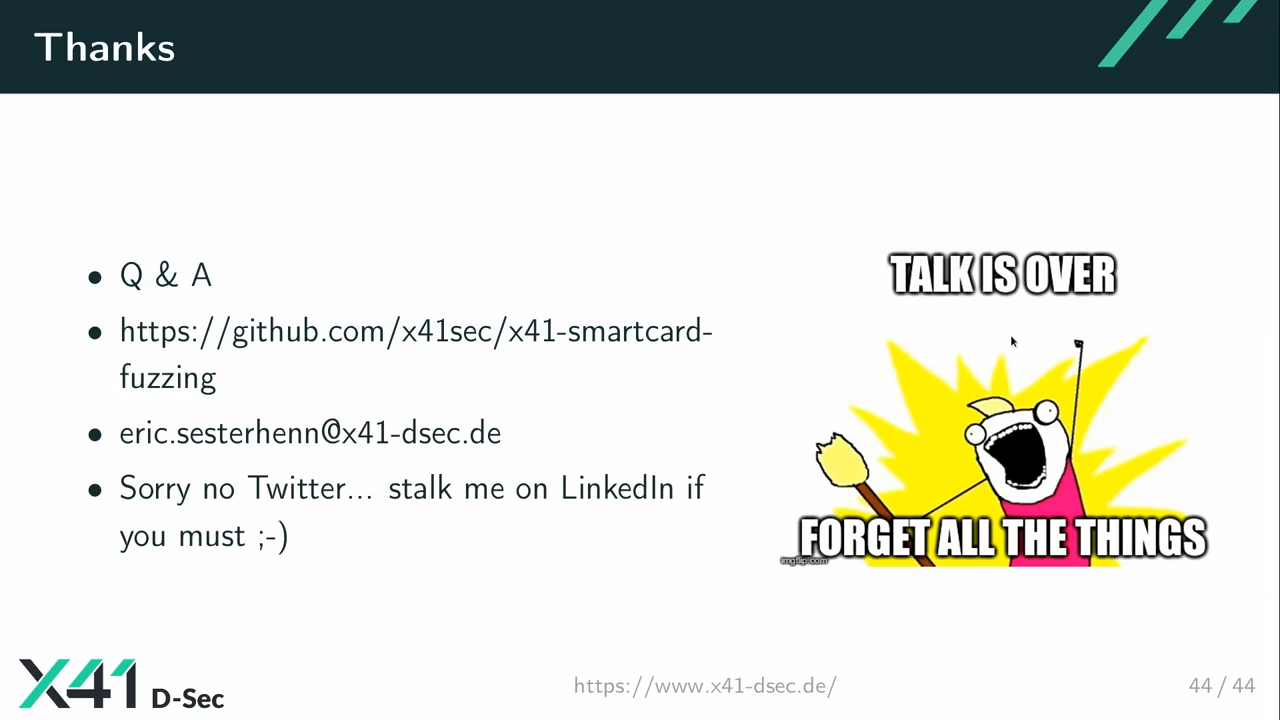 Thanks
• Q & A
• https://github.com/x41sec/x41-smartcard-
fuzzing
• eric.sesterhenn@x41-dsec.de
• Sorry no Twitter... stalk me on LinkedIn if
you must ;-)
TALK IS OVER
FORGET ALL THE THINGS
imgflip.com
X41 D-Sec
https://www.x41-dsec.de/
44 / 44